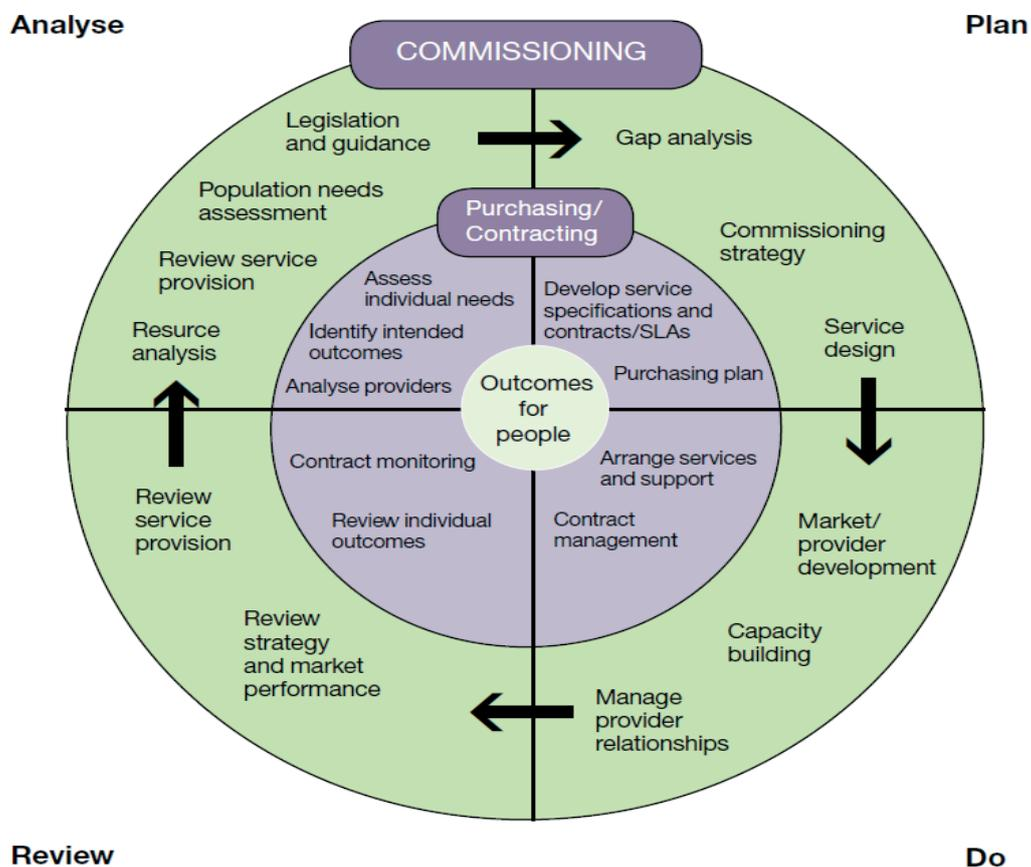 Analyse
Plan
COMMISSIONING
Legislation
and guidance
Gap analysis
Population needs
assessment
Purchasing/
Contracting
Commissioning
strategy
Review service
provision
Assess
individual needs
Develop service
specifications and
contracts/SLAs
Resurce
analysis
Identify intended
outcomes
Service
design
Analyse providers
Purchasing plan
Outcomes
for
people
Contract monitoring
Arrange services
and support
Review
service
provision
Review individual
outcomes
Contract
management
Market/
provider
development
Review
strategy
and market
performance
Capacity
building
Manage
provider
relationships
Review
Do